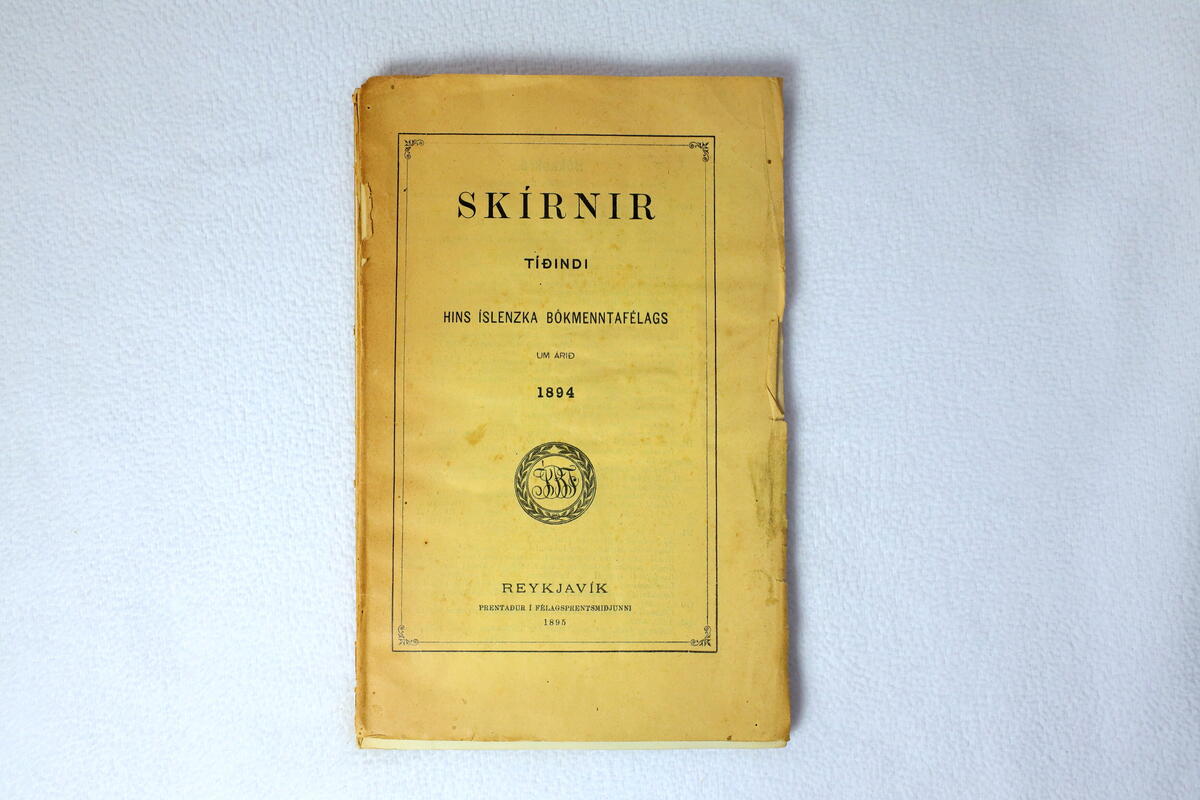 SKÍRNIR
TÍÐINDI
HINS ÍSLENZKA BÓKMENNTAFÉLAGS
UM ÁRIÐ
1894
REYKJAVÍK
PRENTAÐUR Í FÉLAGSPRENTSMIÐJUNNI
1895